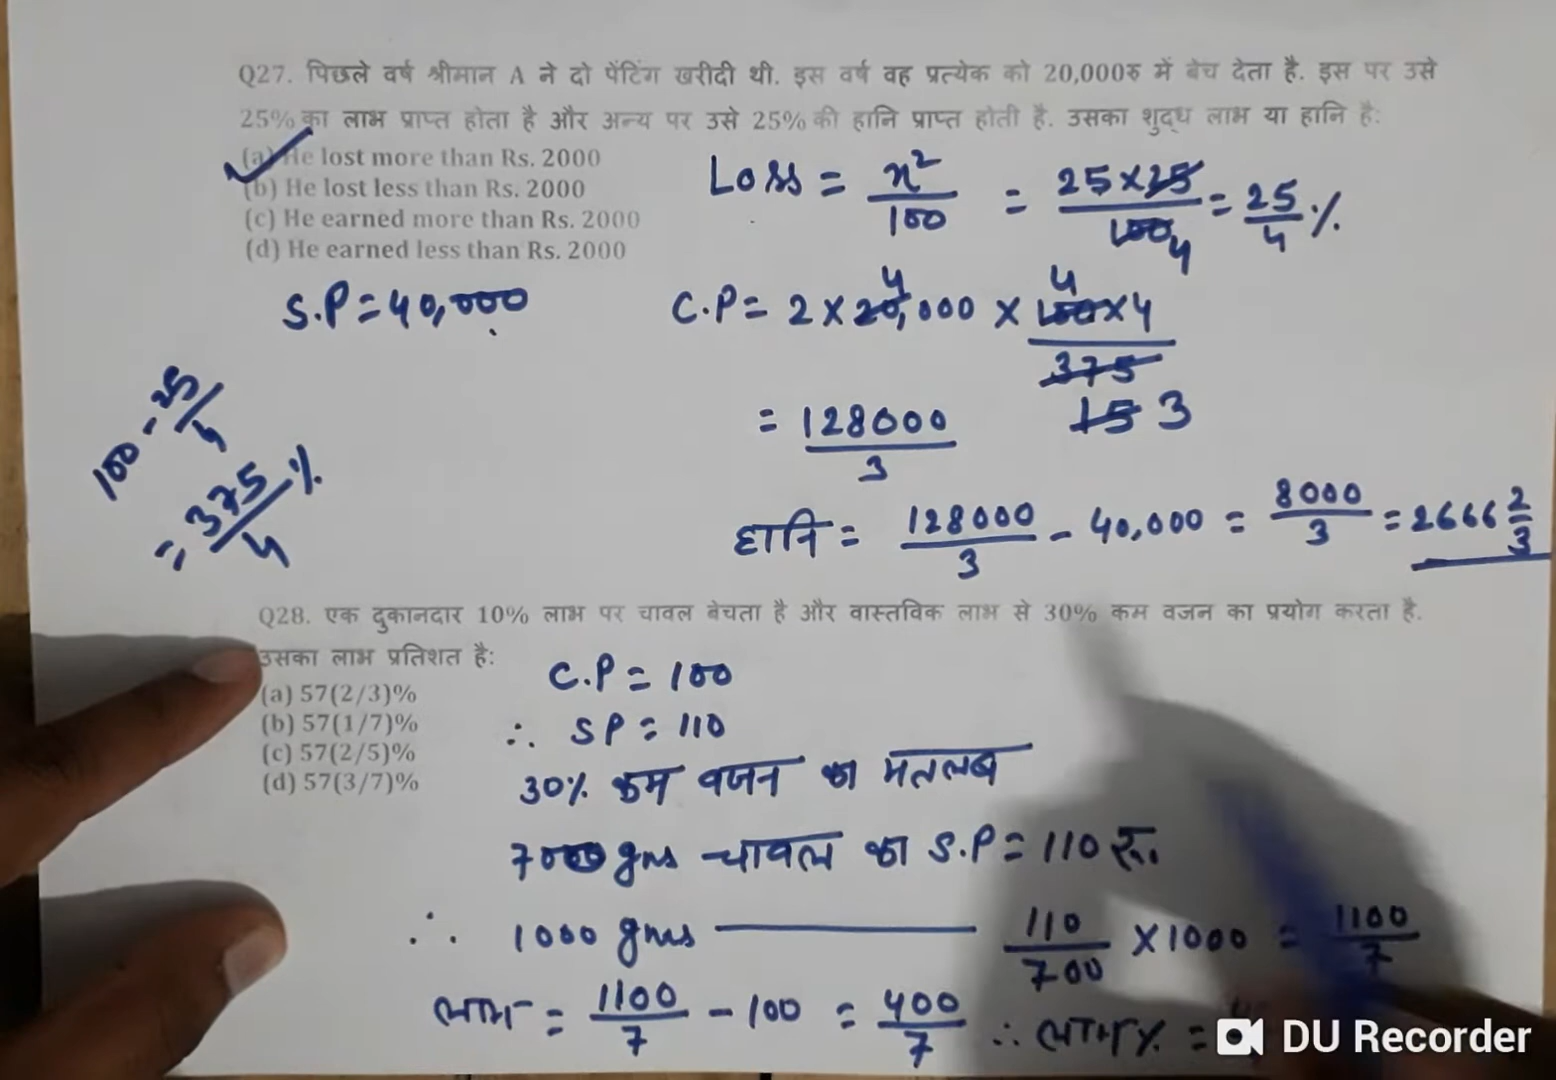 Q27. पिछले वर्ष श्रीमान A ने दो पेंटिंग खरीदी थी. इस वर्ष वह प्रत्येक को 20,000रु में बेच देता है. इस पर उसे
25% का लाभ प्राप्त होता है और अन्य पर उसे 25% की हानि प्राप्त होती है. उसका शुद्ध लाभ या हानि है:
(a) He lost more than Rs. 2000
(b) He lost less than Rs. 2000
(c) He earned more than Rs. 2000
(d) He earned less than Rs. 2000
Loss = x²/100 = 25×25/100 4 = 25/4 %
S.P = 40,000
C.P = 2 × 20,000 4 × 100×4 4 / 375 15 3
100 - 25/4
= 375/4 %
= 128000/3
हानि = 128000/3 - 40,000 = 8000/3 = 2666 2/3
Q28. एक दुकानदार 10% लाभ पर चावल बेचता है और वास्तविक लाभ से 30% कम वजन का प्रयोग करता है.
उसका लाभ प्रतिशत है:
(a) 57(2/3)%
(b) 57(1/7)%
(c) 57(2/5)%
(d) 57(3/7)%
C.P = 100
∴ SP = 110
30% कम वजन का मतलब
700 gms चावल का S.P = 110 रू.
∴ 1000 gms — 110/700 × 1000 = 1100/7
लाभ = 1100/7 - 100 = 400/7 ∴ लाभ% =
DU Recorder